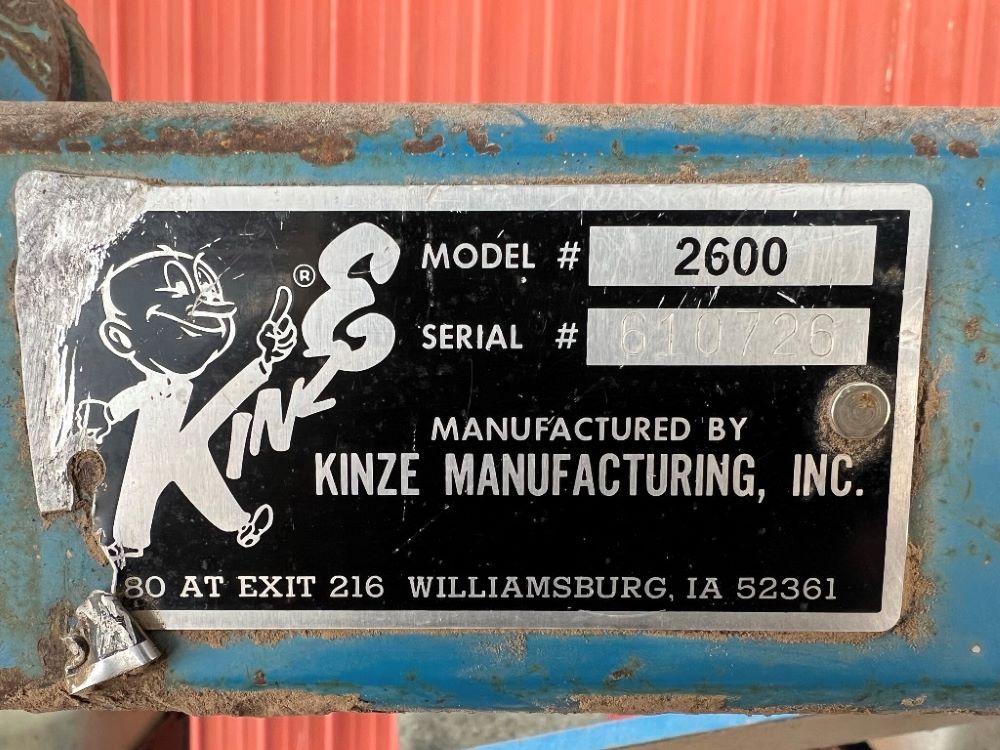 KINZE ®
MODEL # 2600
SERIAL # 610726
MANUFACTURED BY
KINZE MANUFACTURING, INC.
80 AT EXIT 216 WILLIAMSBURG, IA 52361